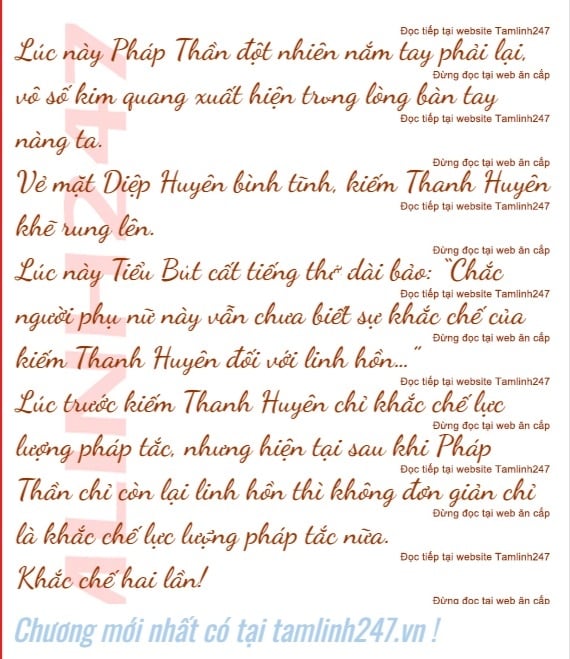 Đọc tiếp tại website Tamlinh247
Lúc này Pháp Thần đột nhiên nắm tay phải lại,
Đừng đọc tại web ăn cắp
vô số kim quang xuất hiện trong lòng bàn tay
Đọc tiếp tại website Tamlinh247
nàng ta.
Đừng đọc tại web ăn cắp
Vẻ mặt Diệp Huyên bình tĩnh, kiếm Thanh Huyên
Đọc tiếp tại website Tamlinh247
khẽ rung lên.
Đừng đọc tại web ăn cắp
Lúc này Tiểu Bút cất tiếng thở dài bảo: “Chắc
Đọc tiếp tại website Tamlinh247
người phụ nữ này vẫn chưa biết sự khắc chế của
Đừng đọc tại web ăn cắp
kiếm Thanh Huyên đối với linh hồn...”
Đọc tiếp tại website Tamlinh247
Lúc trước kiếm Thanh Huyên chỉ khắc chế lực
Đừng đọc tại web ăn cắp
lượng pháp tắc, nhưng hiện tại sau khi Pháp
Đọc tiếp tại website Tamlinh247
Thần chỉ còn lại linh hồn thì không đơn giản chỉ
Đừng đọc tại web ăn cắp
là khắc chế lực lượng pháp tắc nữa.
Đọc tiếp tại website Tamlinh247
Khắc chế hai lần!
Đừng đọc tại web ăn cắp
ALINH247
Chương mới nhất có tại tamlinh247.vn !